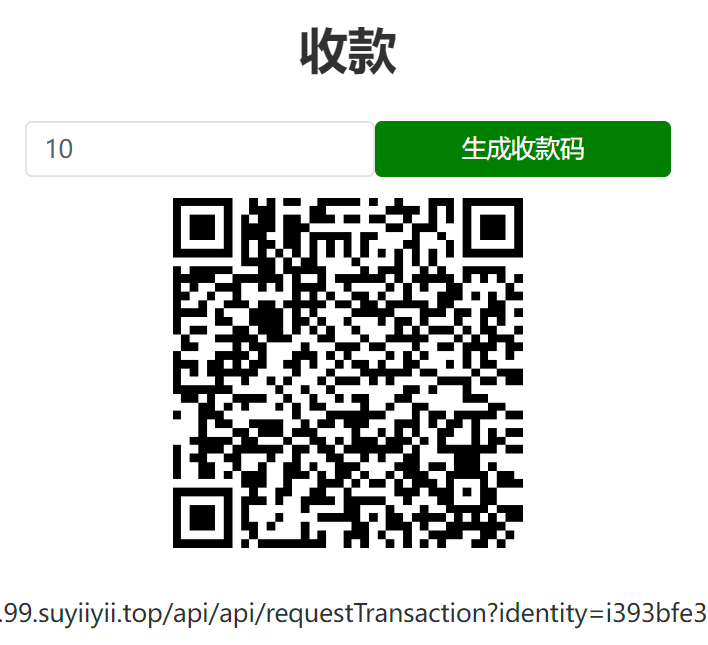 收款
10
生成收款码
.99.suyiiyii.top/api/api/requestTransaction?identity=i393bfe3